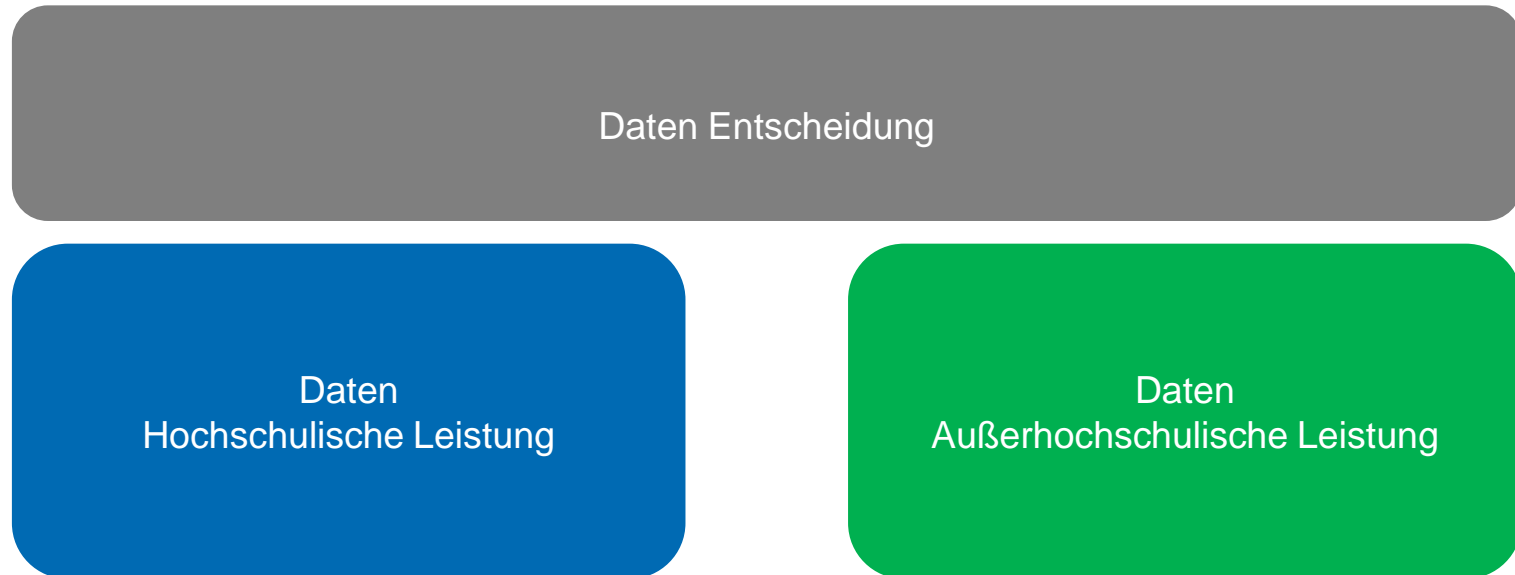 Daten Entscheidung
Daten
Hochschulische Leistung
Daten
Außerhochschulische Leistung